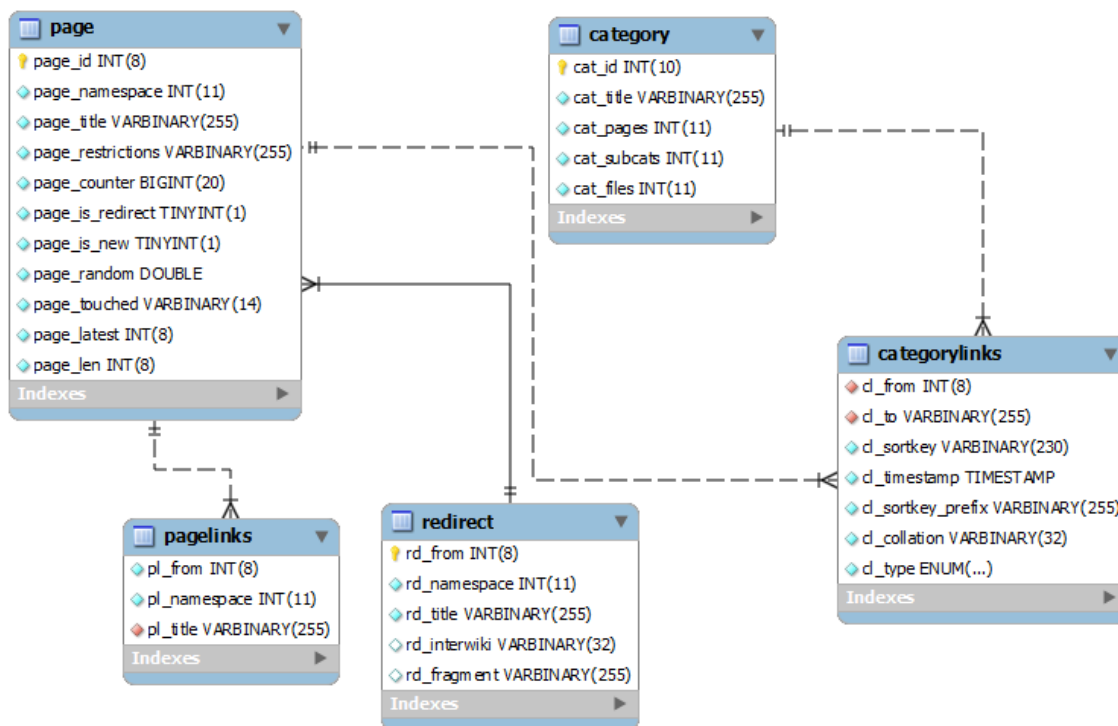 page
page_id INT(8)
page_namespace INT(11)
page_title VARBINARY(255)
page_restrictions VARBINARY(255)
page_counter BIGINT(20)
page_is_redirect TINYINT(1)
page_is_new TINYINT(1)
page_random DOUBLE
page_touched VARBINARY(14)
page_latest INT(8)
page_len INT(8)
Indexes
category
cat_id INT(10)
cat_title VARBINARY(255)
cat_pages INT(11)
cat_subcats INT(11)
cat_files INT(11)
Indexes
categorylinks
cl_from INT(8)
cl_to VARBINARY(255)
cl_sortkey VARBINARY(230)
cl_timestamp TIMESTAMP
cl_sortkey_prefix VARBINARY(255)
cl_collation VARBINARY(32)
cl_type ENUM(...)
Indexes
pagelinks
pl_from INT(8)
pl_namespace INT(11)
pl_title VARBINARY(255)
Indexes
redirect
rd_from INT(8)
rd_namespace INT(11)
rd_title VARBINARY(255)
rd_interwiki VARBINARY(32)
rd_fragment VARBINARY(255)
Indexes